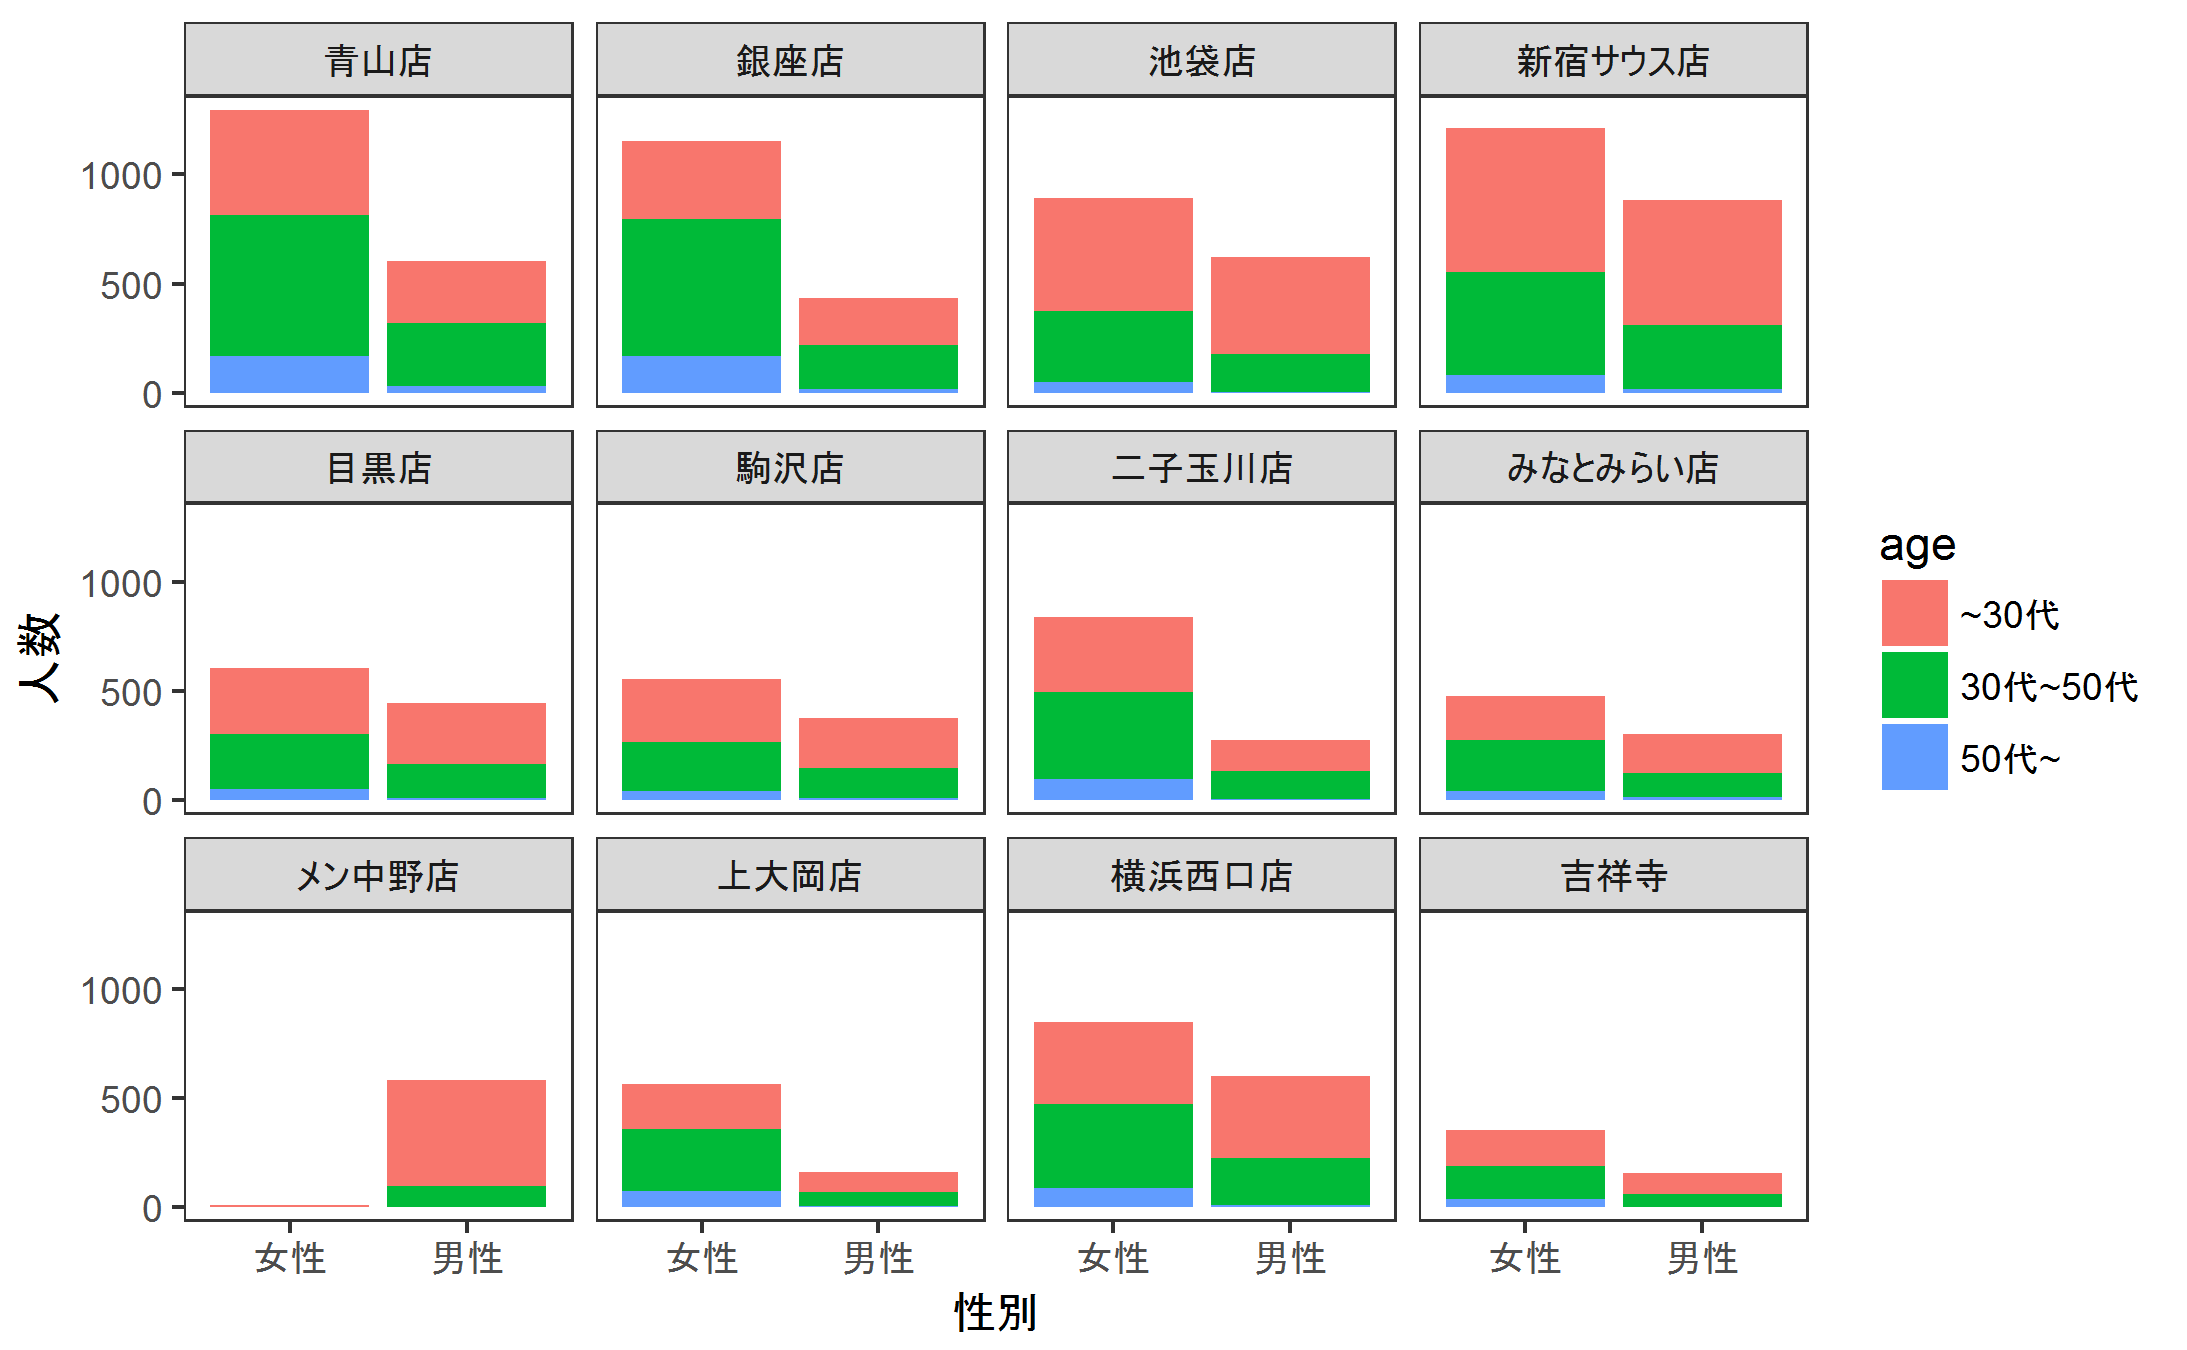 青山店
銀座店
池袋店
新宿サウス店
1000
500
0
目黒店
駒沢店
二子玉川店
みなとみらい店
1000
500
0
メン中野店
上大岡店
横浜西口店
吉祥寺
1000
500
0
女性 男性
女性 男性
女性 男性
女性 男性
性別
人数
age
~30代
30代~50代
50代~